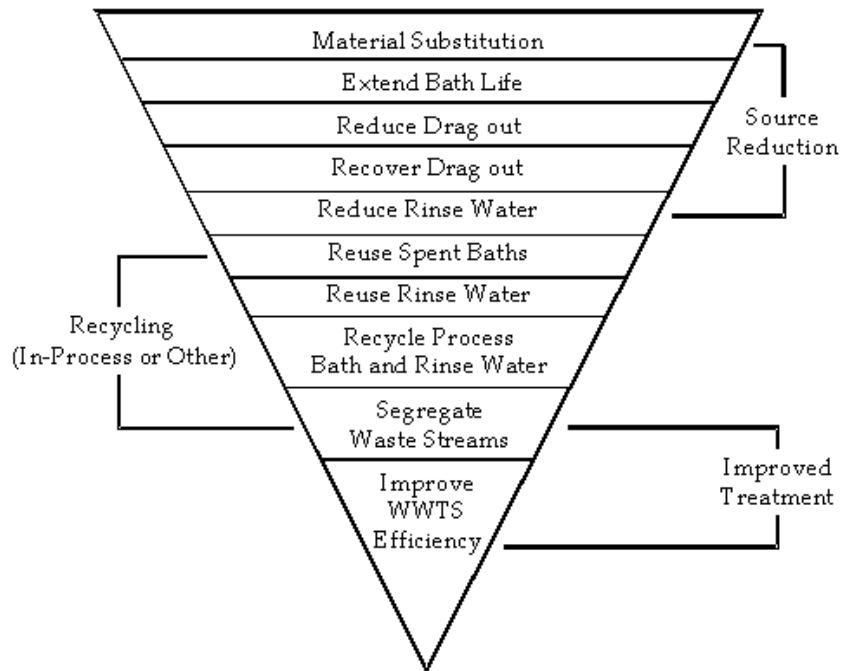 Material Substitution
Extend Bath Life
Reduce Drag out
Recover Drag out
Reduce Rinse Water
Source
Reduction
Reuse Spent Baths
Reuse Rinse Water
Recycle Process
Bath and Rinse Water
Recycling
(In-Process or Other)
Segregate
Waste Streams
Improve
WWTS
Efficiency
Improved
Treatment